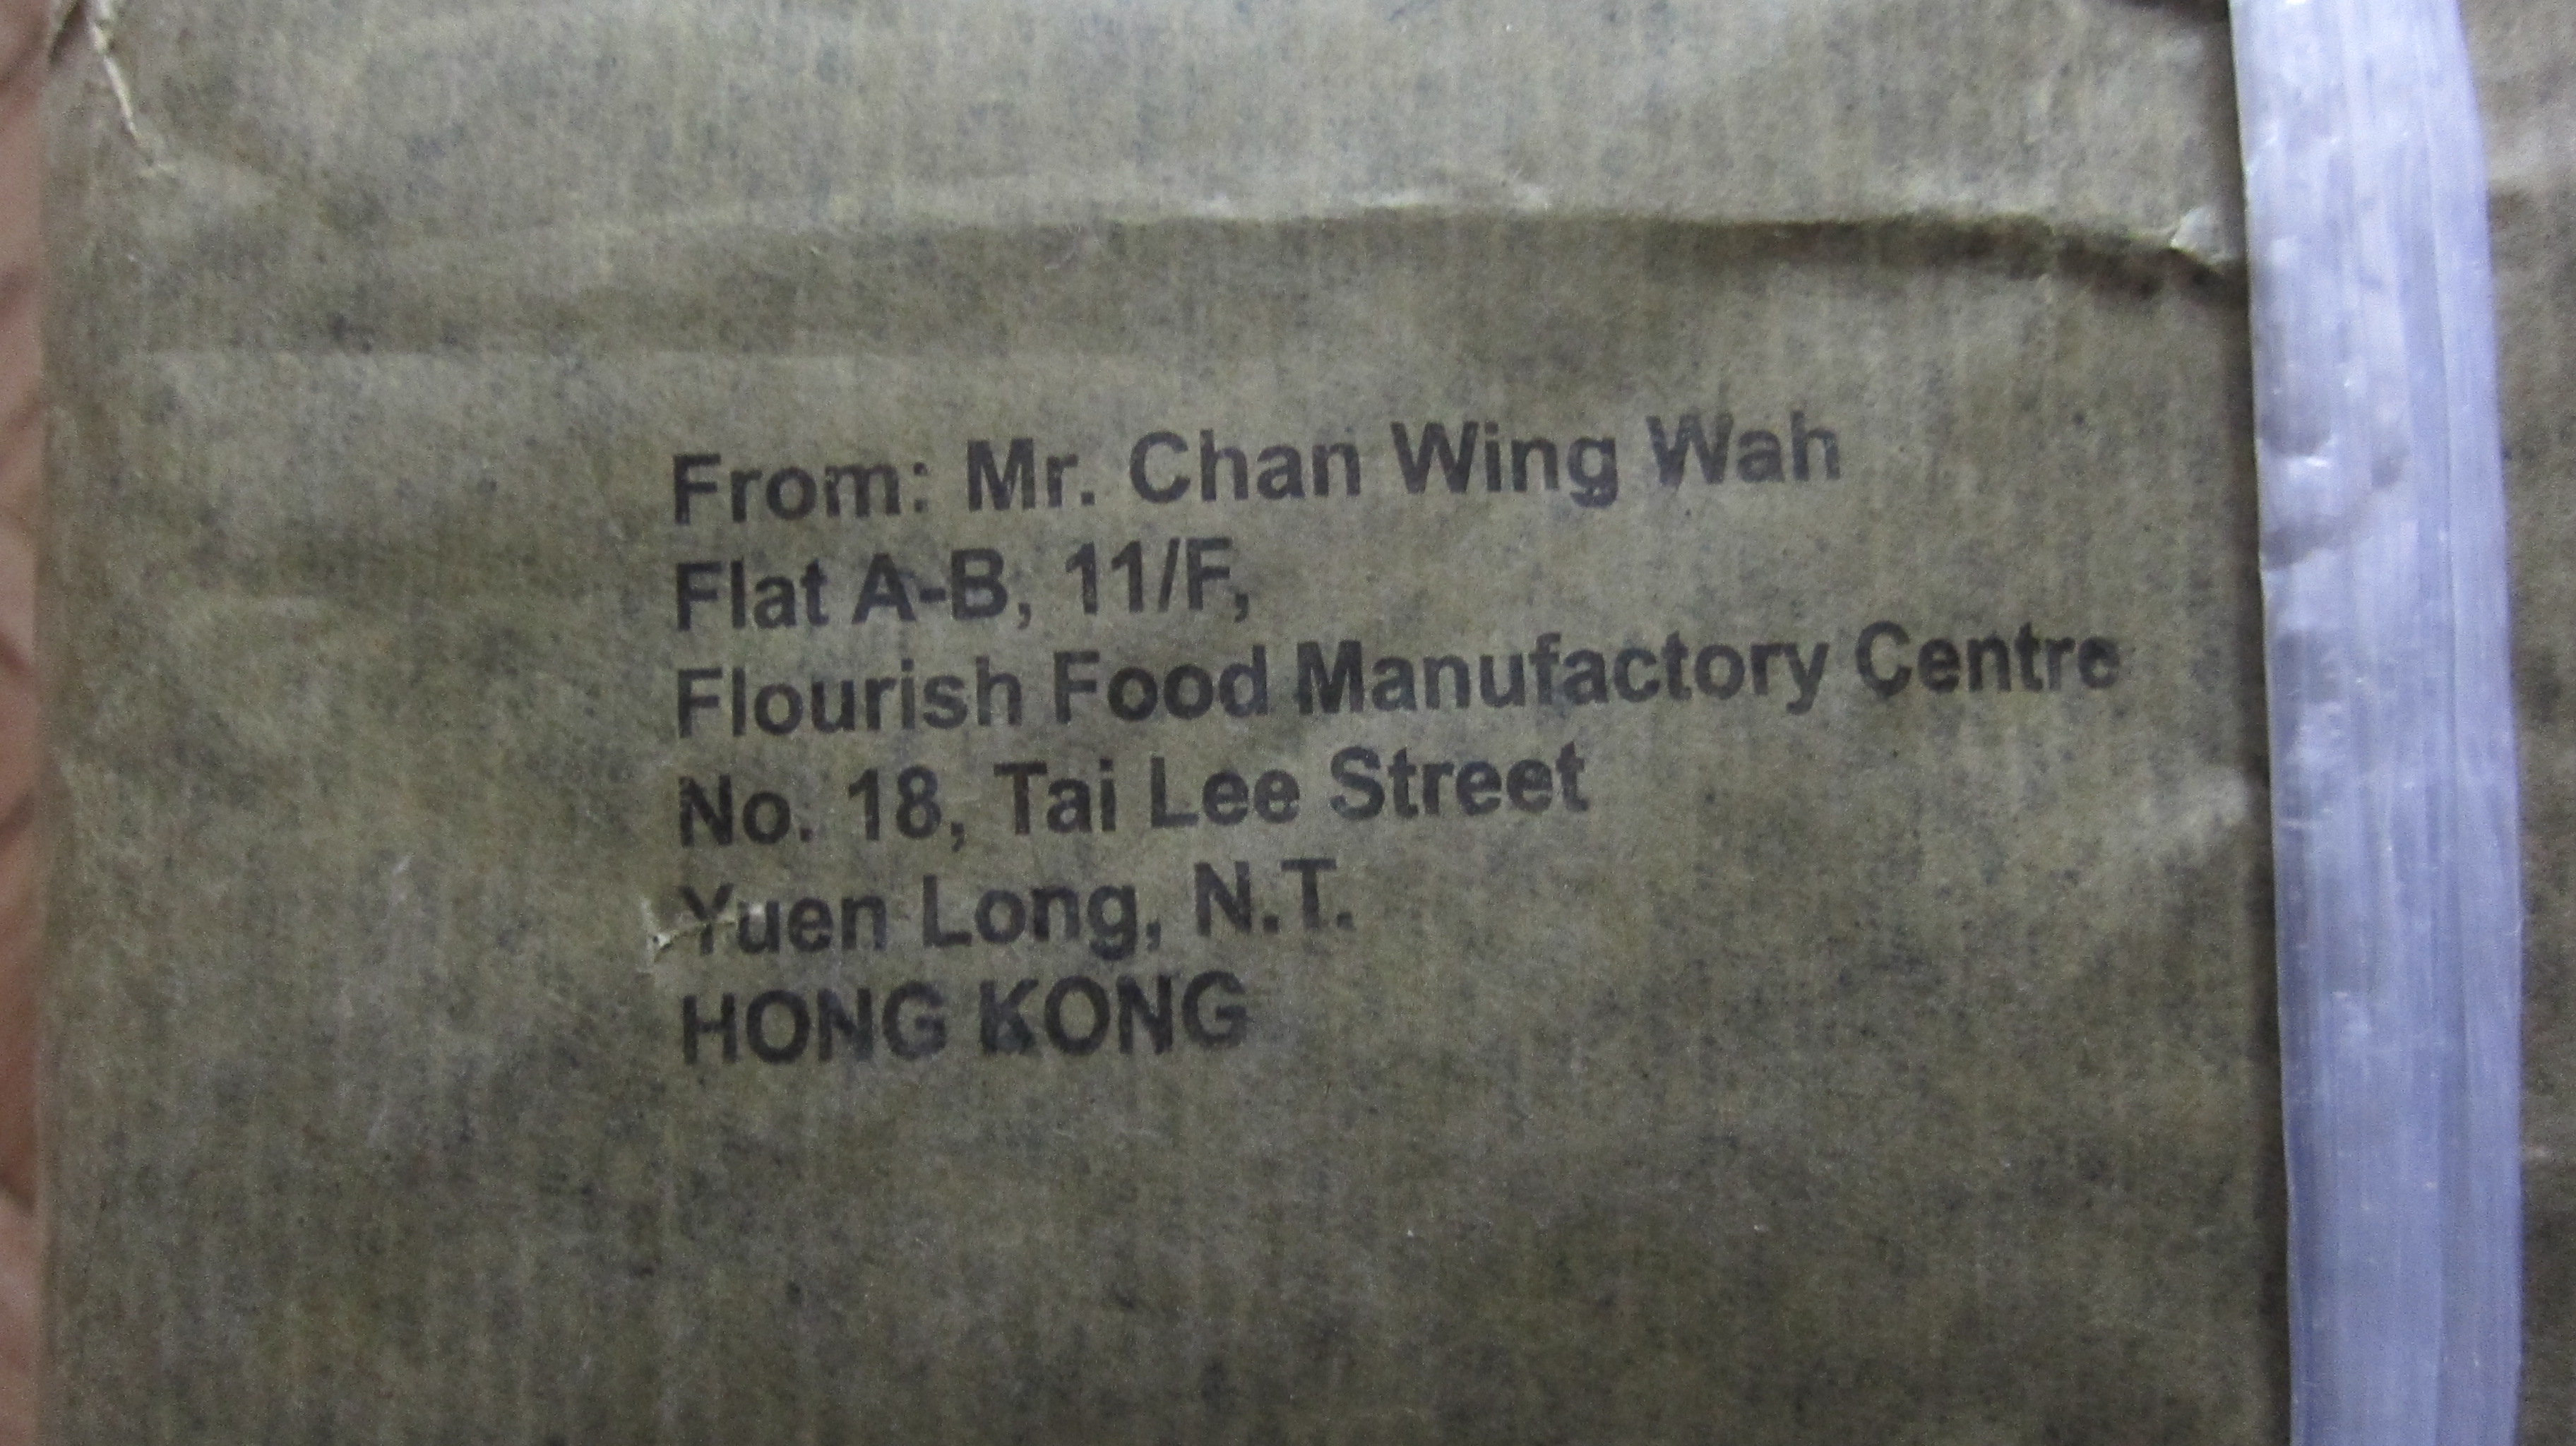 From: Mr. Chan Wing Wah
Flat A-B, 11/F,
Flourish Food Manufactory Centre
No. 18, Tai Lee Street
Yuen Long, N.T.
HONG KONG